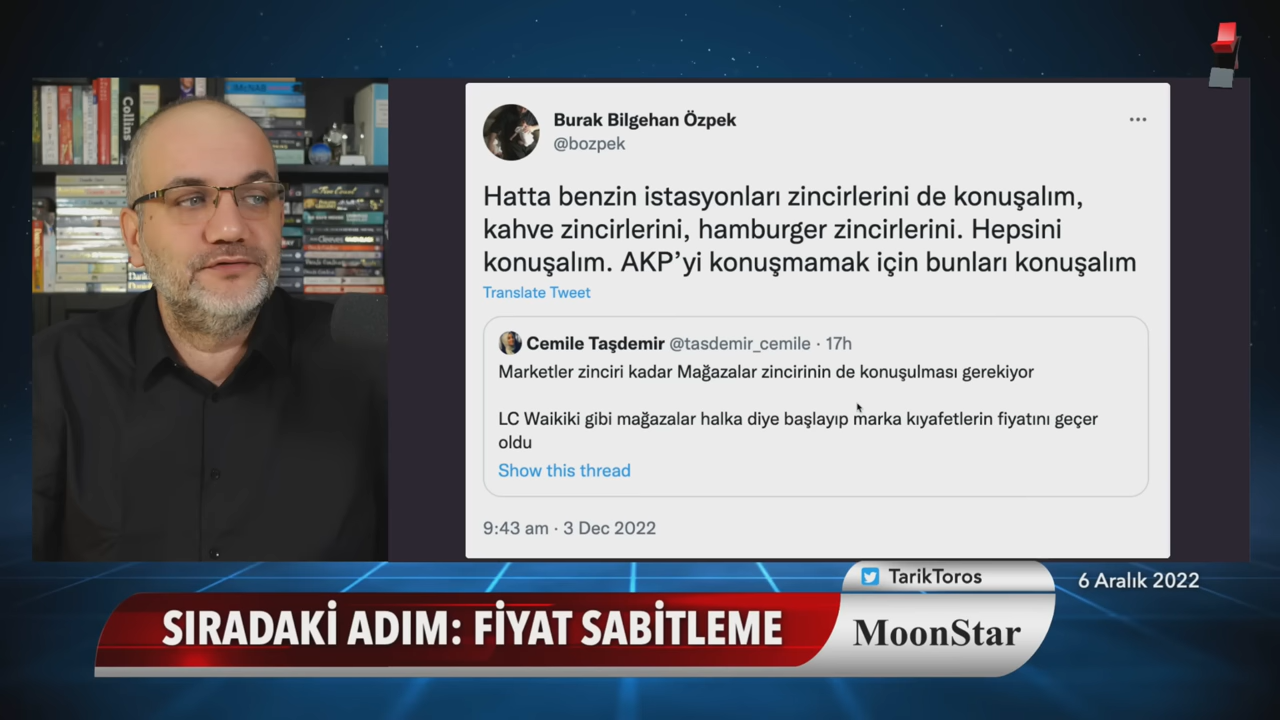 Collins
Burak Bilgehan Özpek
@bozpek
Hatta benzin istasyonları zincirlerini de konuşalım,
kahve zincirlerini, hamburger zincirlerini. Hepsini
konuşalım. AKP’yi konuşmamak için bunları konuşalım
Translate Tweet
Cemile Taşdemir @tasdemir_cemile · 17h
Marketler zinciri kadar Mağazalar zincirinin de konuşulması gerekiyor
LC Waikiki gibi mağazalar halka diye başlayıp marka kıyafetlerin fiyatını geçer
oldu
Show this thread
9:43 am · 3 Dec 2022
TarikToros
6 Aralık 2022
SIRADAKİ ADIM: FİYAT SABİTLEME
MoonStar